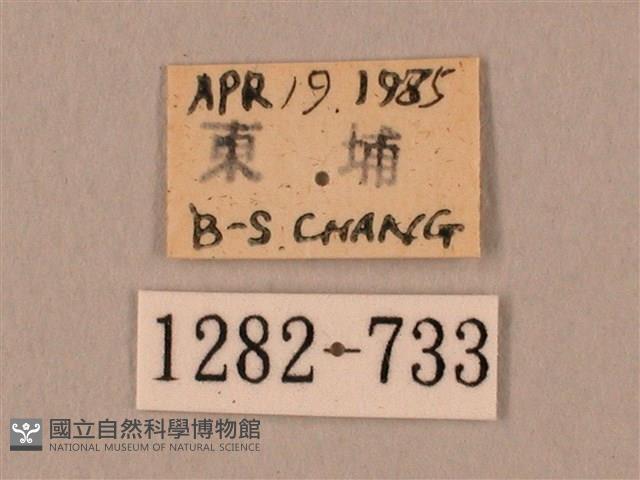 APR 19. 1985
東 埔
B-S. CHANG
1282-733
國立自然科學博物館
NATIONAL MUSEUM OF NATURAL SCIENCE